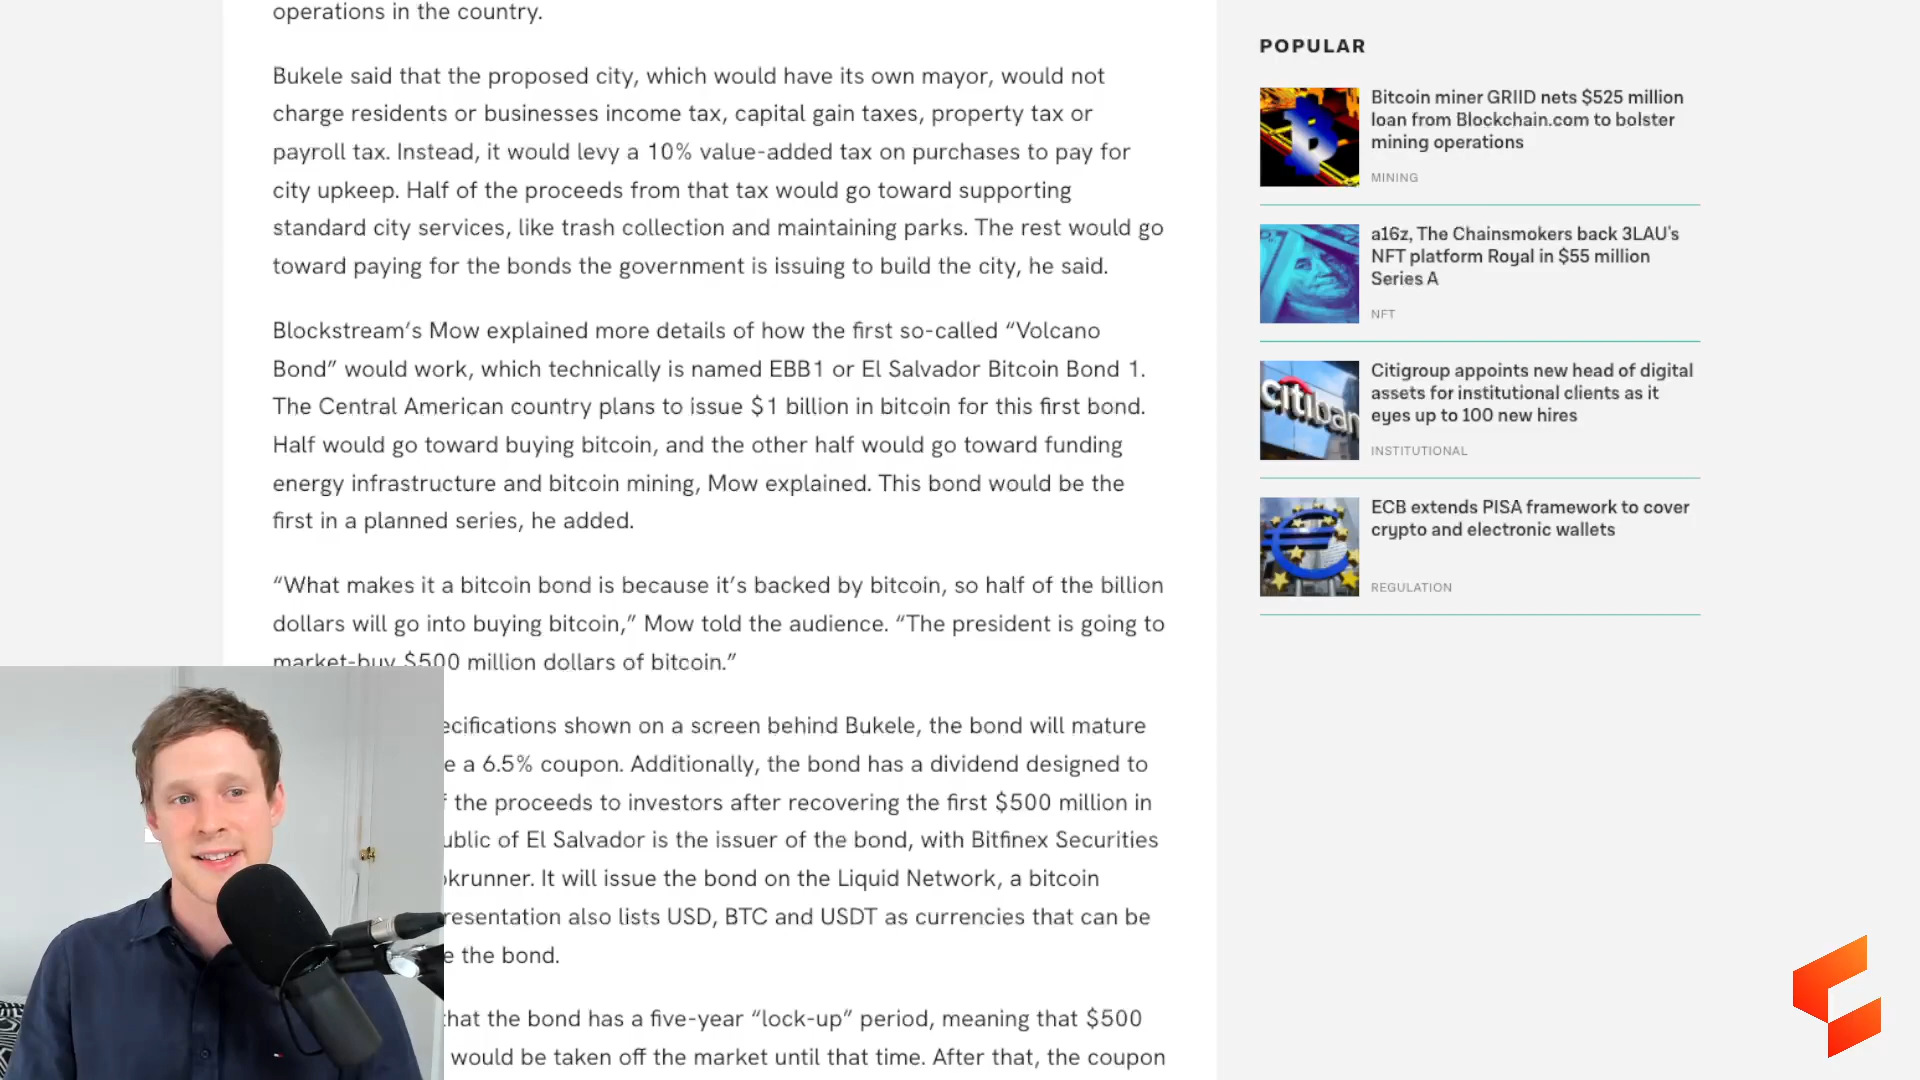 operations in the country.
Bukele said that the proposed city, which would have its own mayor, would not
charge residents or businesses income tax, capital gain taxes, property tax or
payroll tax. Instead, it would levy a 10% value-added tax on purchases to pay for
city upkeep. Half of the proceeds from that tax would go toward supporting
standard city services, like trash collection and maintaining parks. The rest would go
toward paying for the bonds the government is issuing to build the city, he said.
Blockstream’s Mow explained more details of how the first so-called “Volcano
Bond” would work, which technically is named EBB1 or El Salvador Bitcoin Bond 1.
The Central American country plans to issue $1 billion in bitcoin for this first bond.
Half would go toward buying bitcoin, and the other half would go toward funding
energy infrastructure and bitcoin mining, Mow explained. This bond would be the
first in a planned series, he added.
“What makes it a bitcoin bond is because it’s backed by bitcoin, so half of the billion
dollars will go into buying bitcoin,” Mow told the audience. “The president is going to
market-buy $500 million dollars of bitcoin.”
ecifications shown on a screen behind Bukele, the bond will mature
e a 6.5% coupon. Additionally, the bond has a dividend designed to
the proceeds to investors after recovering the first $500 million in
ublic of El Salvador is the issuer of the bond, with Bitfinex Securities
okrunner. It will issue the bond on the Liquid Network, a bitcoin
resentation also lists USD, BTC and USDT as currencies that can be
e the bond.
hat the bond has a five-year “lock-up” period, meaning that $500
would be taken off the market until that time. After that, the coupon
POPULAR
Bitcoin miner GRIID nets $525 million
loan from Blockchain.com to bolster
mining operations
MINING
a16z, The Chainsmokers back 3LAU's
NFT platform Royal in $55 million
Series A
NFT
citiban
Citigroup appoints new head of digital
assets for institutional clients as it
eyes up to 100 new hires
INSTITUTIONAL
ECB extends PISA framework to cover
crypto and electronic wallets
REGULATION